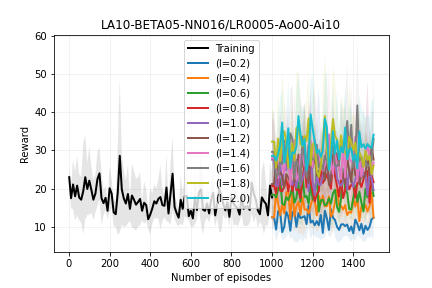 LA10-BETA05-NN016/LR0005-Ao00-Ai10
60
50
40
30
20
10
Reward
0
200
400
600
800
1000
1200
1400
Number of episodes
Training
(l=0.2)
(l=0.4)
(l=0.6)
(l=0.8)
(l=1.0)
(l=1.2)
(l=1.4)
(l=1.6)
(l=1.8)
(l=2.0)